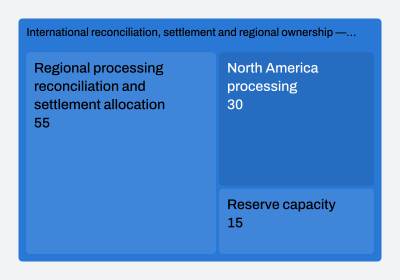 International reconciliation, settlement and regional ownership —...
Regional processing
reconciliation and
settlement allocation
55
North America
processing
30
Reserve capacity
15